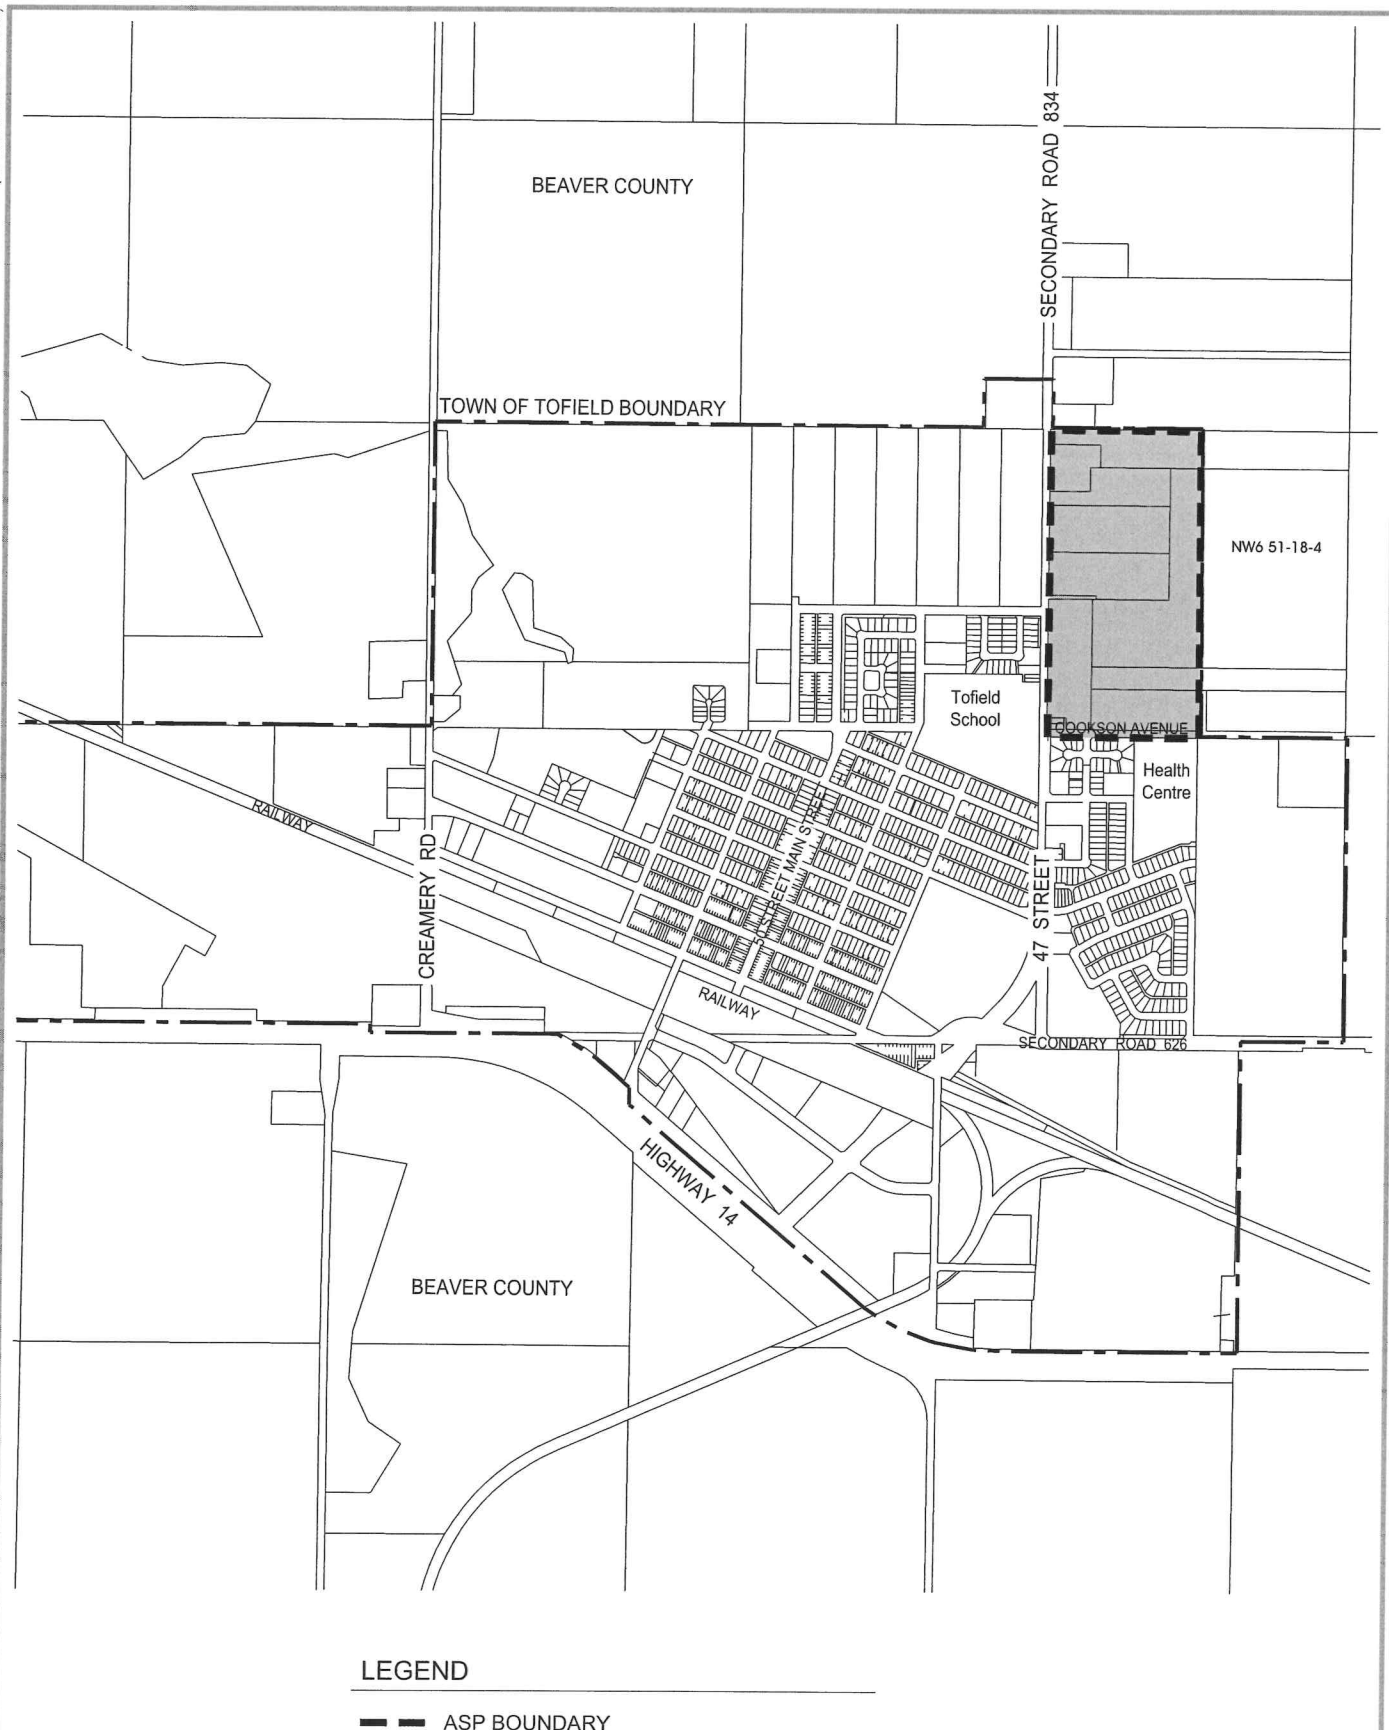 SECONDARY ROAD 834
BEAVER COUNTY
TOWN OF TOFIELD BOUNDARY
NW6 51-18-4
Tofield
School
COOKSON AVENUE
Health
Centre
RAILWAY
CREAMERY RD
STREET MAIN STREET
47 STREET
RAILWAY
SECONDARY ROAD 626
HIGHWAY 14
BEAVER COUNTY
LEGEND
ASP BOUNDARY